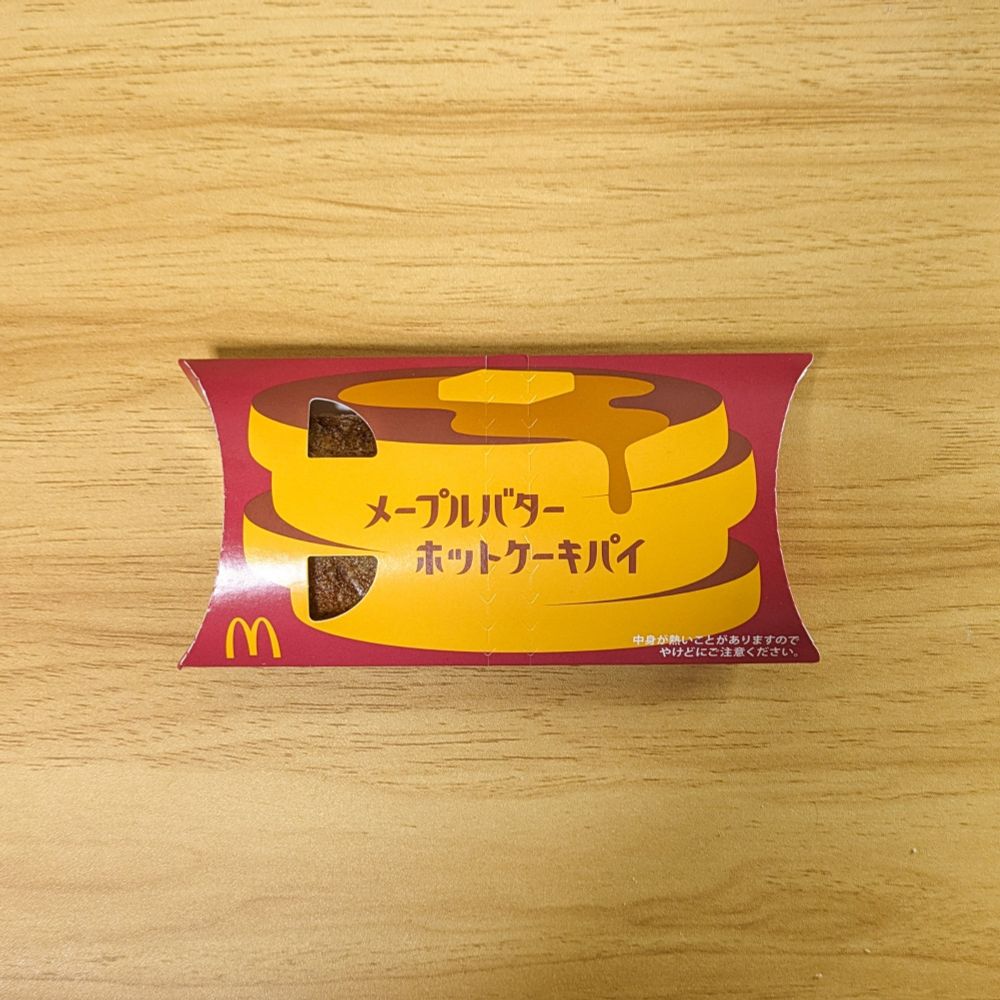 メープルバター
ホットケーキパイ
中身が熱いことがありますので
やけどにご注意ください。